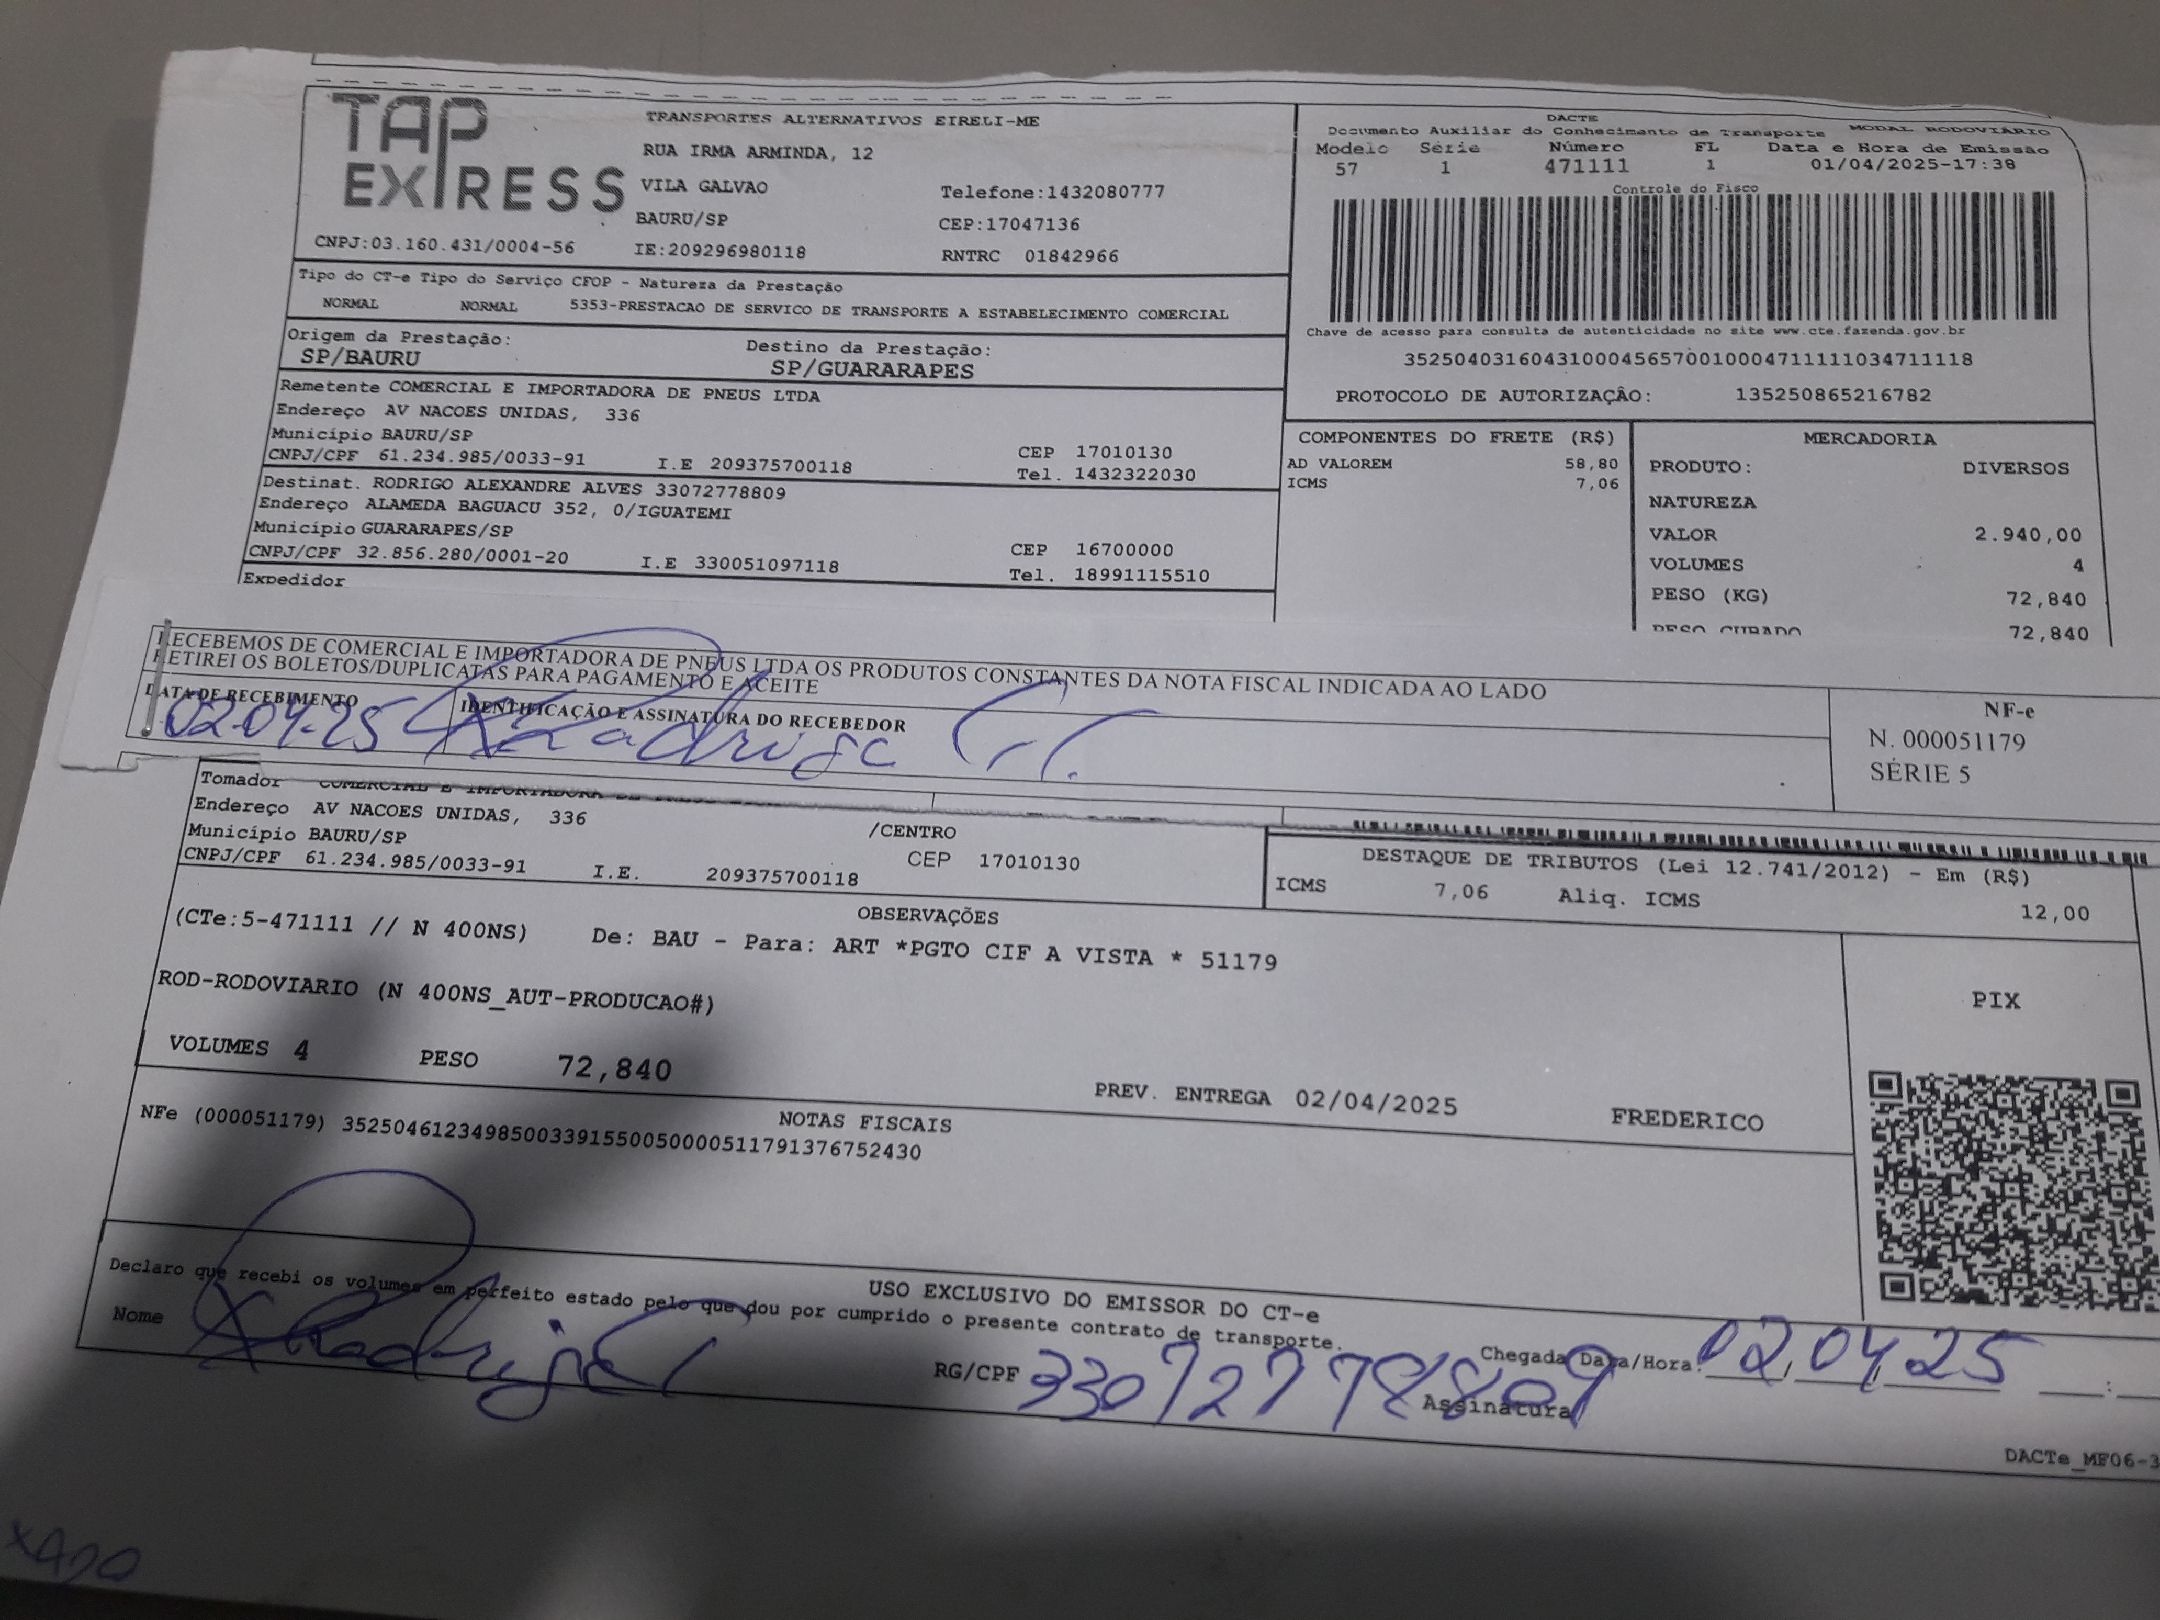 TAP EXPRESS
TRANSPORTES ALTERNATIVOS EIRELI-ME
RUA IRMA ARMINDA, 12
VILA GALVAO Telefone:1432080777
BAURU/SP CEP:17047136
CNPJ:03.160.431/0004-56 IE:209296980118 RNTRC 01842966
DACTE
Documento Auxiliar do Conhecimento de Transporte MODAL RODOVIÁRIO
Modelo Série Número FL Data e Hora de Emissão
57 1 471111 1 01/04/2025-17:38
Controle do Fisco
Chave de acesso para consulta de autenticidade no site www.cte.fazenda.gov.br
35250403160431000456570010004711111034711118
PROTOCOLO DE AUTORIZAÇÂO: 135250865216782
Tipo do CT-e Tipo do Serviço CFOP - Natureza da Prestação
NORMAL NORMAL 5353-PRESTACAO DE SERVICO DE TRANSPORTE A ESTABELECIMENTO COMERCIAL
Origem da Prestação: Destino da Prestação:
SP/BAURU SP/GUARARAPES
Remetente COMERCIAL E IMPORTADORA DE PNEUS LTDA
Endereço AV NACOES UNIDAS, 336
Município BAURU/SP CEP 17010130
CNPJ/CPF 61.234.985/0033-91 I.E 209375700118 Tel. 1432322030
Destinat. RODRIGO ALEXANDRE ALVES 33072778809
Endereço ALAMEDA BAGUACU 352, 0/IGUATEMI
Município GUARARAPES/SP CEP 16700000
CNPJ/CPF 32.856.280/0001-20 I.E 330051097118 Tel. 18991115510
Expedidor
COMPONENTES DO FRETE (R$)
AD VALOREM 58,80
ICMS 7,06
MERCADORIA
PRODUTO: DIVERSOS
NATUREZA
VALOR 2.940,00
VOLUMES 4
PESO (KG) 72,840
PESO CUBADO 72,840
RECEBEMOS DE COMERCIAL E IMPORTADORA DE PNEUS LTDA OS PRODUTOS CONSTANTES DA NOTA FISCAL INDICADA AO LADO
RETIREI OS BOLETOS/DUPLICATAS PARA PAGAMENTO E ACEITE
DATA DE RECEBIMENTO IDENTIFICAÇÃO E ASSINATURA DO RECEBEDOR
02-04-25
NF-e
N. 000051179
SÉRIE 5
Tomador COMERCIAL E IMPORTADORA DE PNEUS
Endereço AV NACOES UNIDAS, 336 /CENTRO
Município BAURU/SP CEP 17010130
CNPJ/CPF 61.234.985/0033-91 I.E. 209375700118
DESTAQUE DE TRIBUTOS (Lei 12.741/2012) - Em (R$)
ICMS 7,06 Aliq. ICMS 12,00
OBSERVAÇÕES
(CTe:5-471111 // N 400NS) De: BAU - Para: ART *PGTO CIF A VISTA * 51179
ROD-RODOVIARIO (N 400NS_AUT-PRODUCAO#)
VOLUMES 4 PESO 72,840
PREV. ENTREGA 02/04/2025 FREDERICO
PIX
NOTAS FISCAIS
NFe (000051179) 35250461234985003391550050000511791376752430
USO EXCLUSIVO DO EMISSOR DO CT-e
Declaro que recebi os volumes em perfeito estado pelo que dou por cumprido o presente contrato de transporte.
Nome RG/CPF 33072778809 Chegada Data/Hora: 02 04 25 :
Assinatura
DACTe_MF06-3